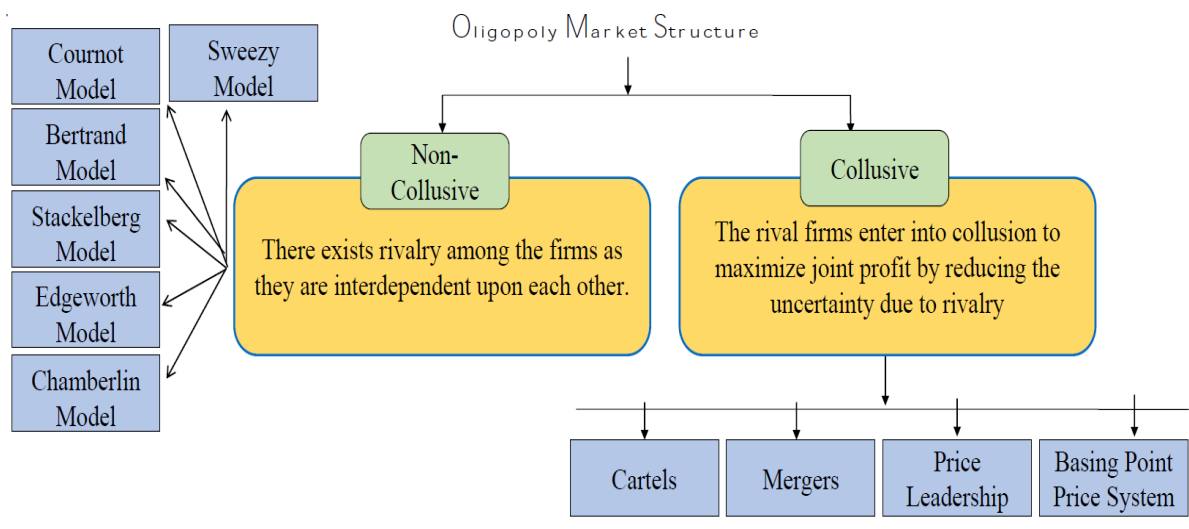 Oligopoly Market Structure
Cournot
Model
Sweezy
Model
Bertrand
Model
Stackelberg
Model
Edgeworth
Model
Chamberlin
Model
Non-
Collusive
There exists rivalry among the firms as
they are interdependent upon each other.
Collusive
The rival firms enter into collusion to
maximize joint profit by reducing the
uncertainty due to rivalry
Cartels
Mergers
Price
Leadership
Basing Point
Price System